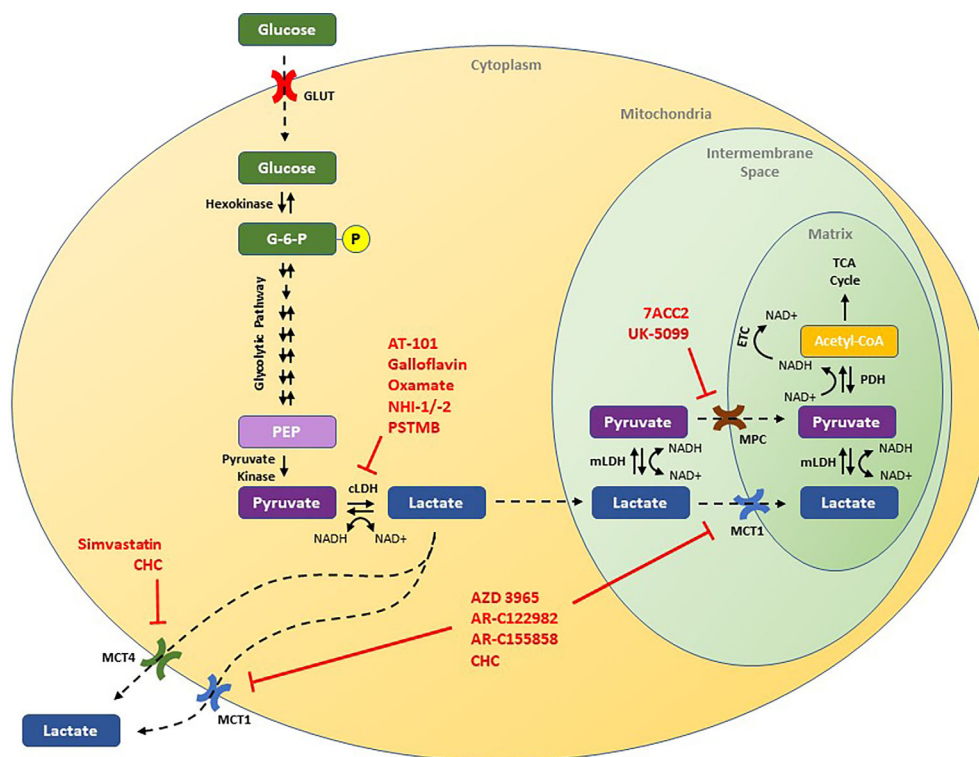 Glucose
Cytoplasm
GLUT
Mitochondria
Glucose
Intermembrane
Space
Hexokinase
G-6-P
P
Matrix
TCA
Cycle
Glycolytic Pathway
7ACC2
UK-5099
NAD+
ETC
Acetyl-CoA
AT-101
Galloflavin
Oxamate
NHI-1/-2
PSTMB
NADH
PDH
NAD+
PEP
Pyruvate
MPC
Pyruvate
Pyruvate
Kinase
mLDH
NADH
NAD+
mLDH
NADH
NAD+
Pyruvate
cLDH
Lactate
Lactate
MCT1
Lactate
NADH
NAD+
Simvastatin
CHC
AZD 3965
AR-C122982
AR-C155858
CHC
MCT4
MCT1
Lactate